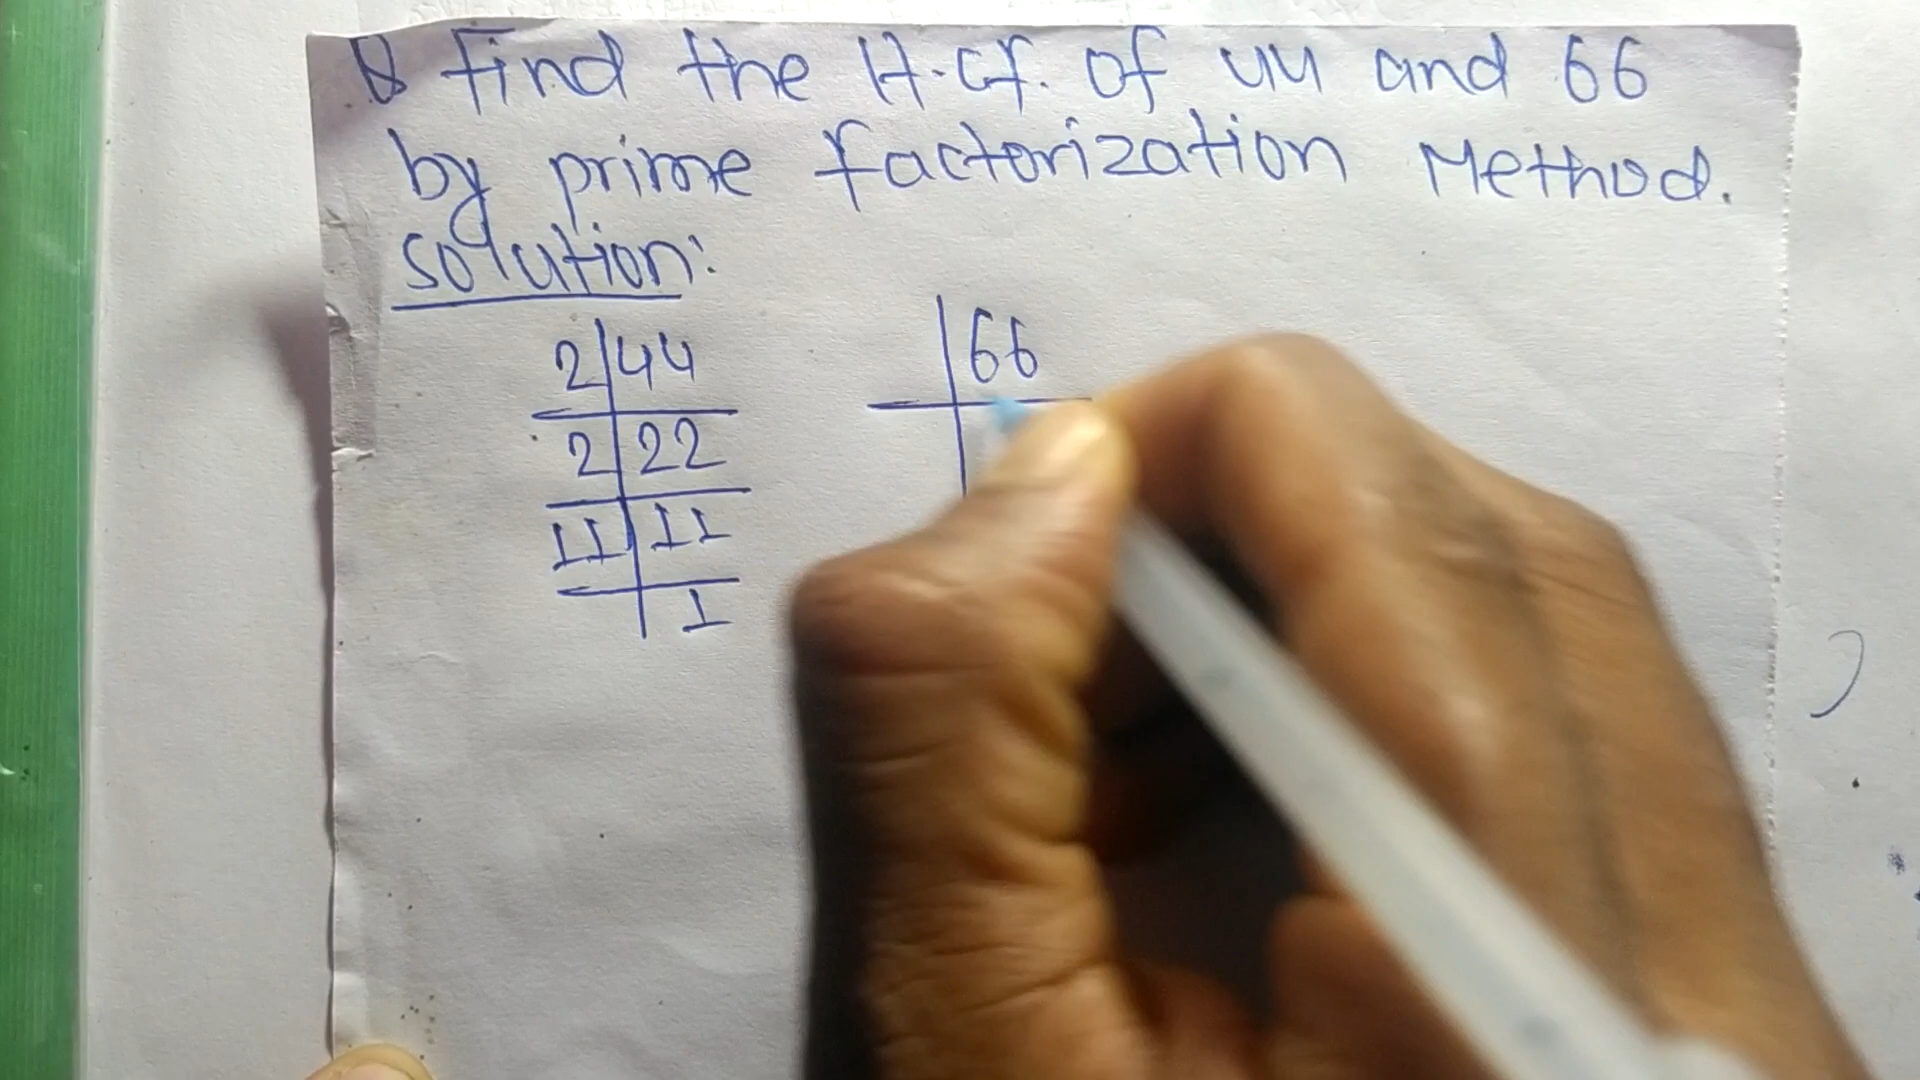 Q Find the H.C.F. of 44 and 66
by prime factorization Method.
Solution:
2 44
2 22
11 11
1
66